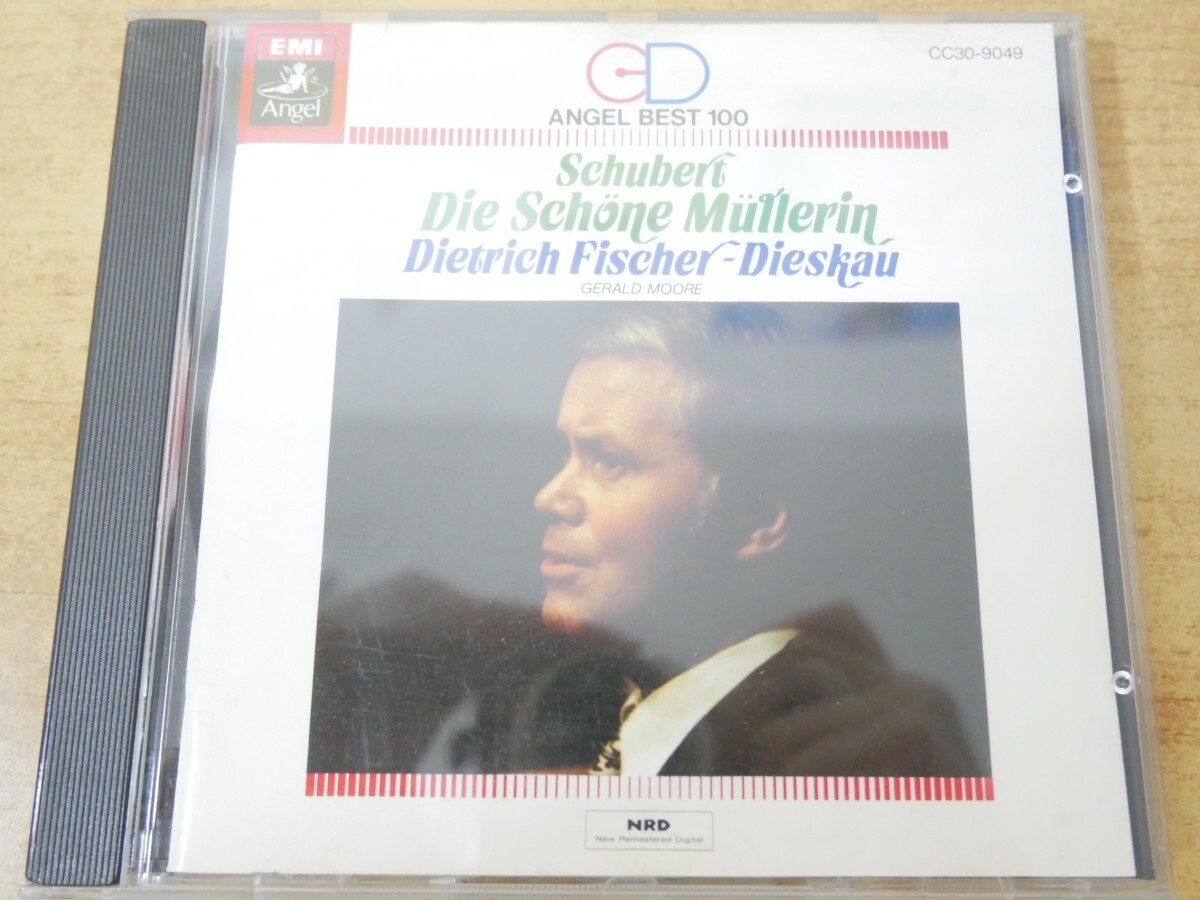 EMI
Angel
CD
CC30-9049
ANGEL BEST 100
Schubert
Die Schöne Müllerin
Dietrich Fischer-Dieskau
GERALD MOORE
NRD
New Remastered Digital